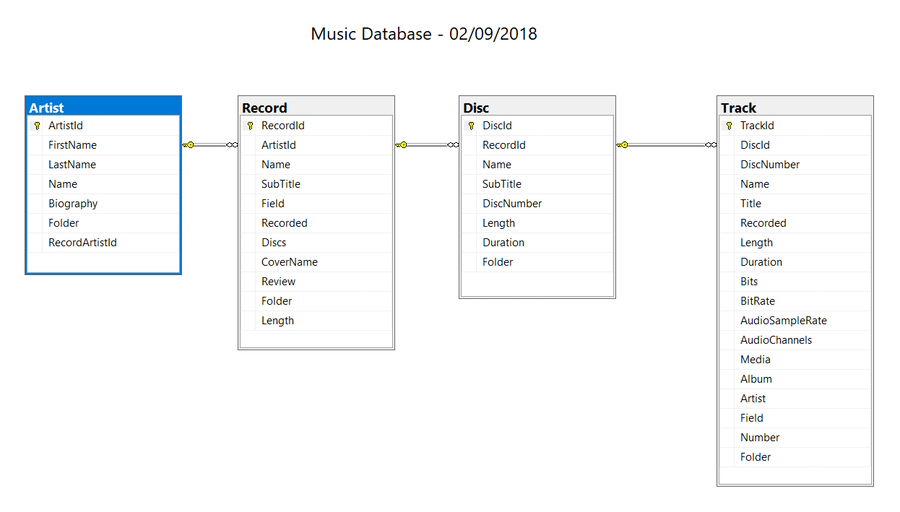 Music Database - 02/09/2018
Artist
ArtistId
FirstName
LastName
Name
Biography
Folder
RecordArtistId
Record
RecordId
ArtistId
Name
SubTitle
Field
Recorded
Discs
CoverName
Review
Folder
Length
Disc
DiscId
RecordId
Name
SubTitle
DiscNumber
Length
Duration
Folder
Track
TrackId
DiscId
DiscNumber
Name
Title
Recorded
Length
Duration
Bits
BitRate
AudioSampleRate
AudioChannels
Media
Album
Artist
Field
Number
Folder